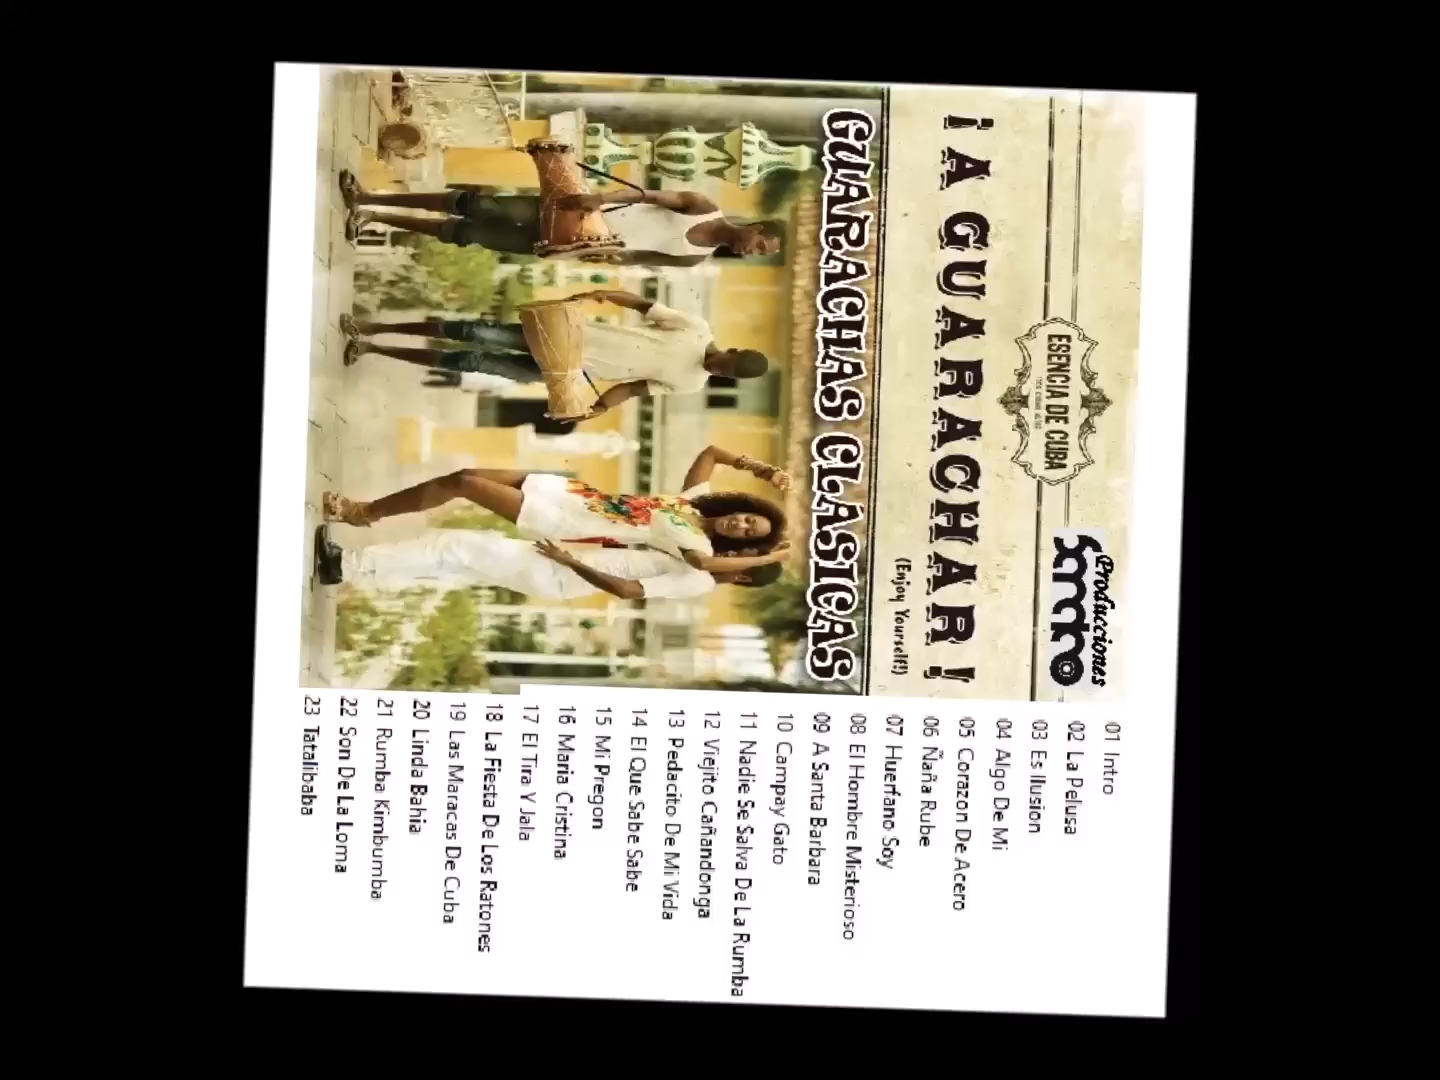 Producciones
Sandro
ESENCIA DE CUBA
¡A GUARACHAR!
(Enjoy Yourself!)
GUARACHAS CLASICAS
01 Intro
02 La Pelusa
03 Es Ilusion
04 Algo De Mi
05 Corazon De Acero
06 Ñaña Rube
07 Huerfano Soy
08 El Hombre Misterioso
09 A Santa Barbara
10 Campay Gato
11 Nadie Se Salva De La Rumba
12 Viejito Cañandonga
13 Pedacito De Mi Vida
14 El Que Sabe Sabe
15 Mi Pregon
16 Maria Cristina
17 El Tira Y Jala
18 La Fiesta De Los Ratones
19 Las Maracas De Cuba
20 Linda Bahia
21 Rumba Kimbumba
22 Son De La Loma
23 Tatalibaba